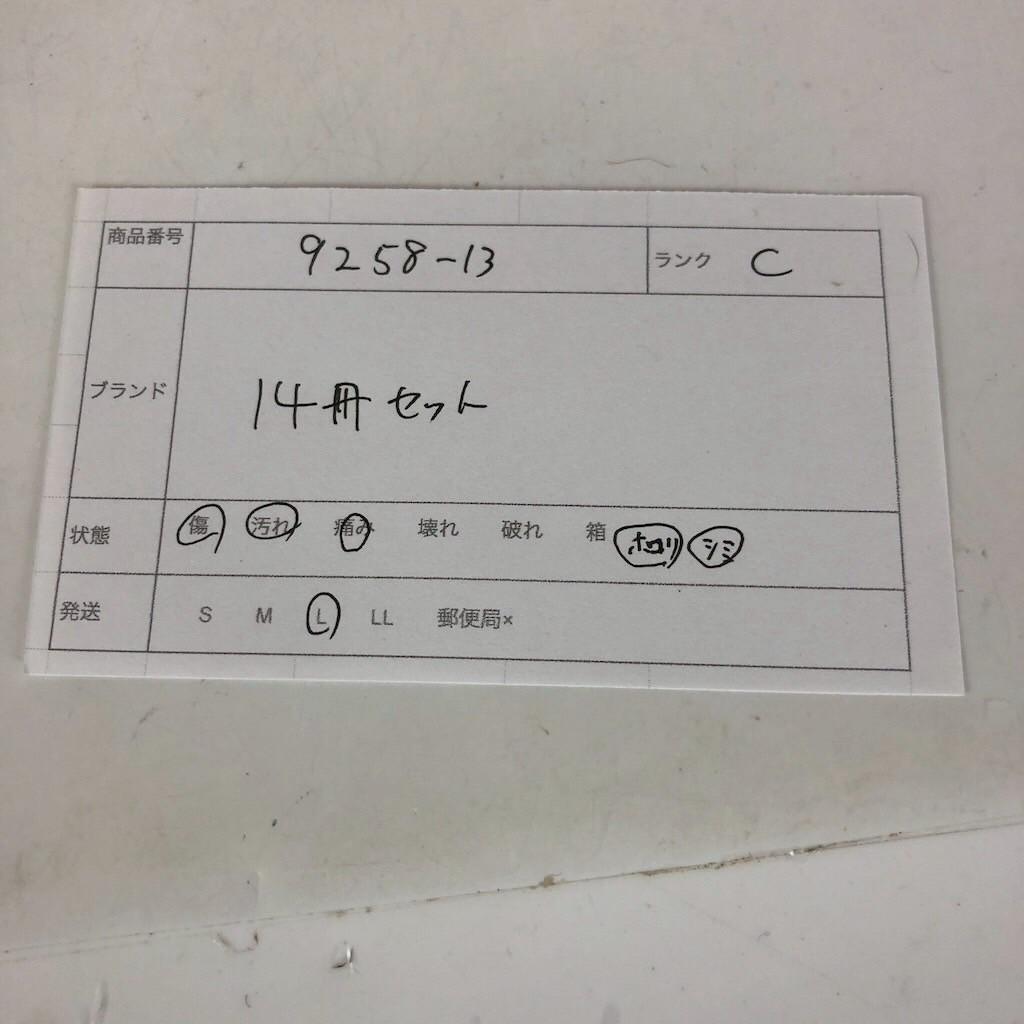 商品番号 9258-13 ランク C
ブランド 14冊セット
状態 傷 汚れ 痛み 壊れ 破れ 箱 ホコリ シミ
発送 S M L LL 郵便局×